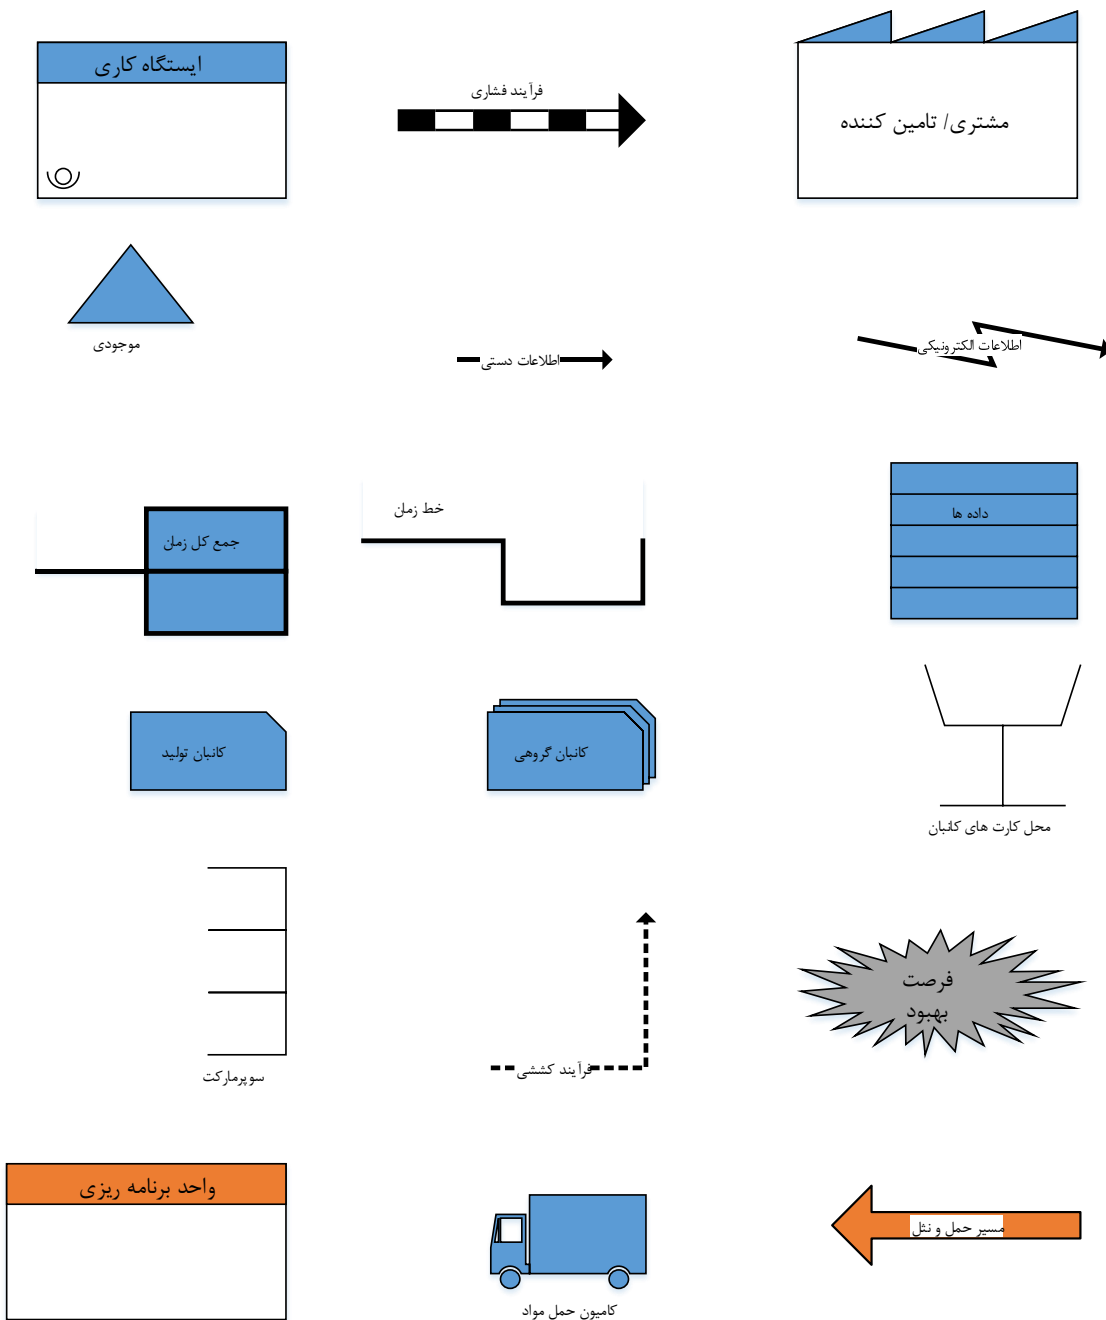 مشتری/ تامین کننده
فرآیند فشاری
ایستگاه کاری
اطلاعات الکترونیکی
اطلاعات دستی
موجودی
داده ها
خط زمان
جمع کل زمان
محل کارت های کانبان
کانبان گروهی
کانبان تولید
فرصت
بهبود
فرآیند کششی
سوپرمارکت
مسیر حمل و نثل
کامیون حمل مواد
واحد برنامه ریزی